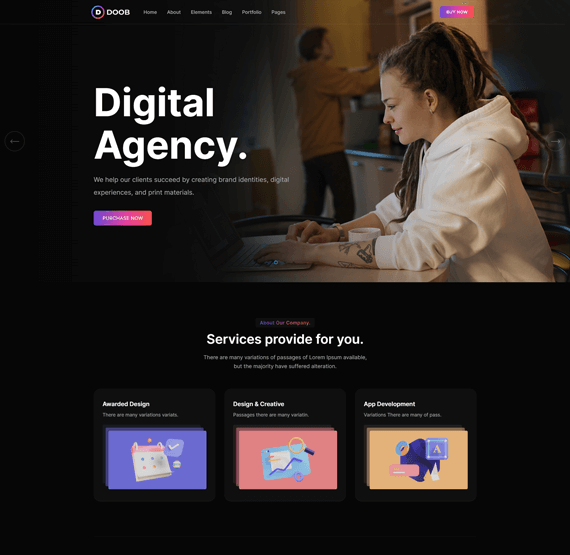 DOOB
Home About Elements Blog Portfolio Pages
BUY NOW
Digital
Agency.
We help our clients succeed by creating brand identities, digital
experiences, and print materials.
PURCHASE NOW
About Our Company.
Services provide for you.
There are many variations of passages of Lorem Ipsum available,
but the majority have suffered alteration.
Awarded Design
There are many variations variats.
Design & Creative
Passages there are many variatin.
App Development
Variations There are many of pass.
A